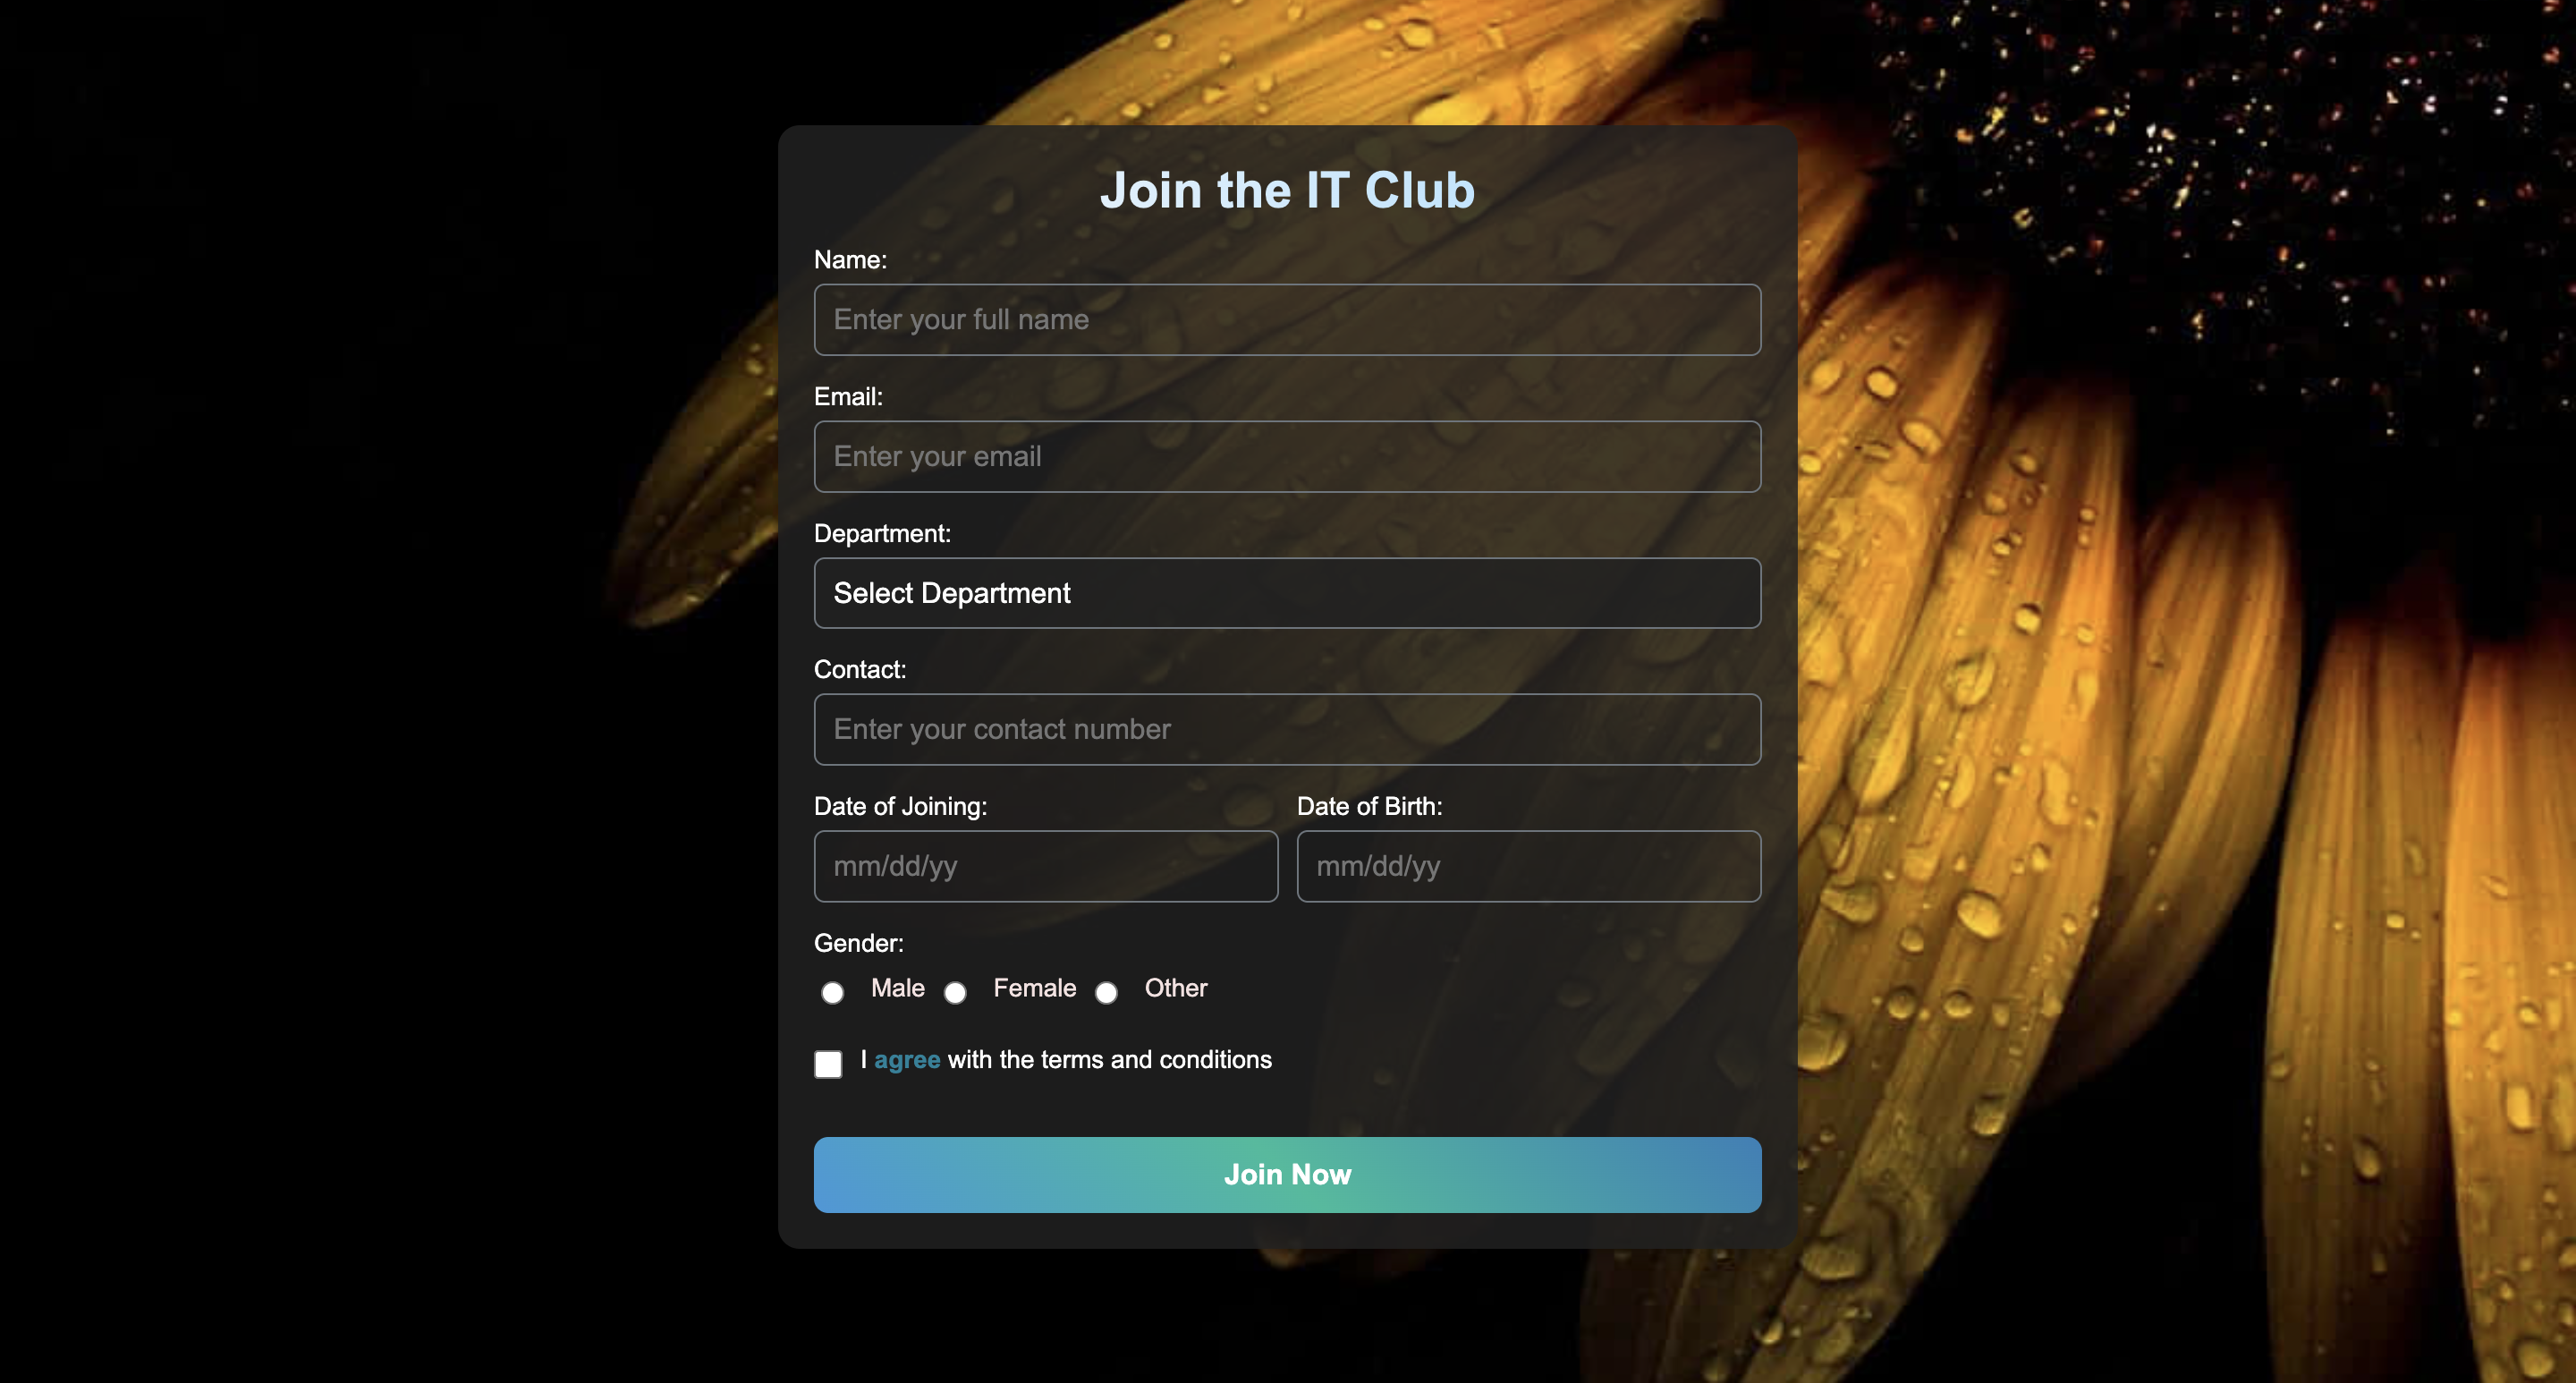 Join the IT Club
Name:
Enter your full name
Email:
Enter your email
Department:
Select Department
Contact:
Enter your contact number
Date of Joining: Date of Birth:
mm/dd/yy mm/dd/yy
Gender:
Male Female Other
I agree with the terms and conditions
Join Now